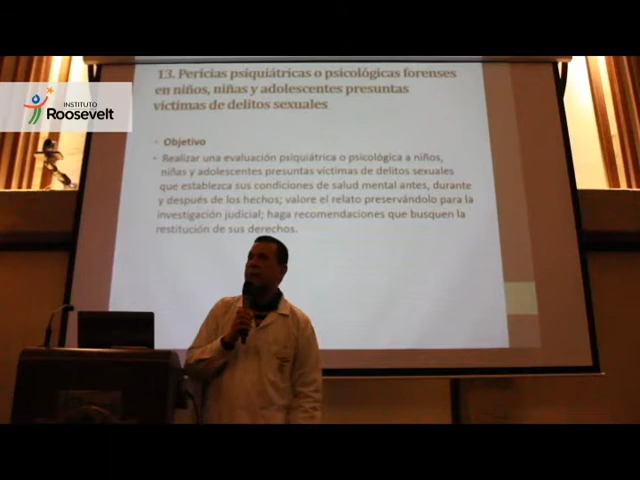 INSTITUTO
Roosevelt
13. Pericias psiquiátricas o psicológicas forenses
en niños, niñas y adolescentes presuntas
víctimas de delitos sexuales
• Objetivo
• Realizar una evaluación psiquiátrica o psicológica a niños,
niñas y adolescentes presuntas víctimas de delitos sexuales
que establezca sus condiciones de salud mental antes, durante
y después de los hechos; valore el relato preservándolo para la
investigación judicial; haga recomendaciones que busquen la
restitución de sus derechos.